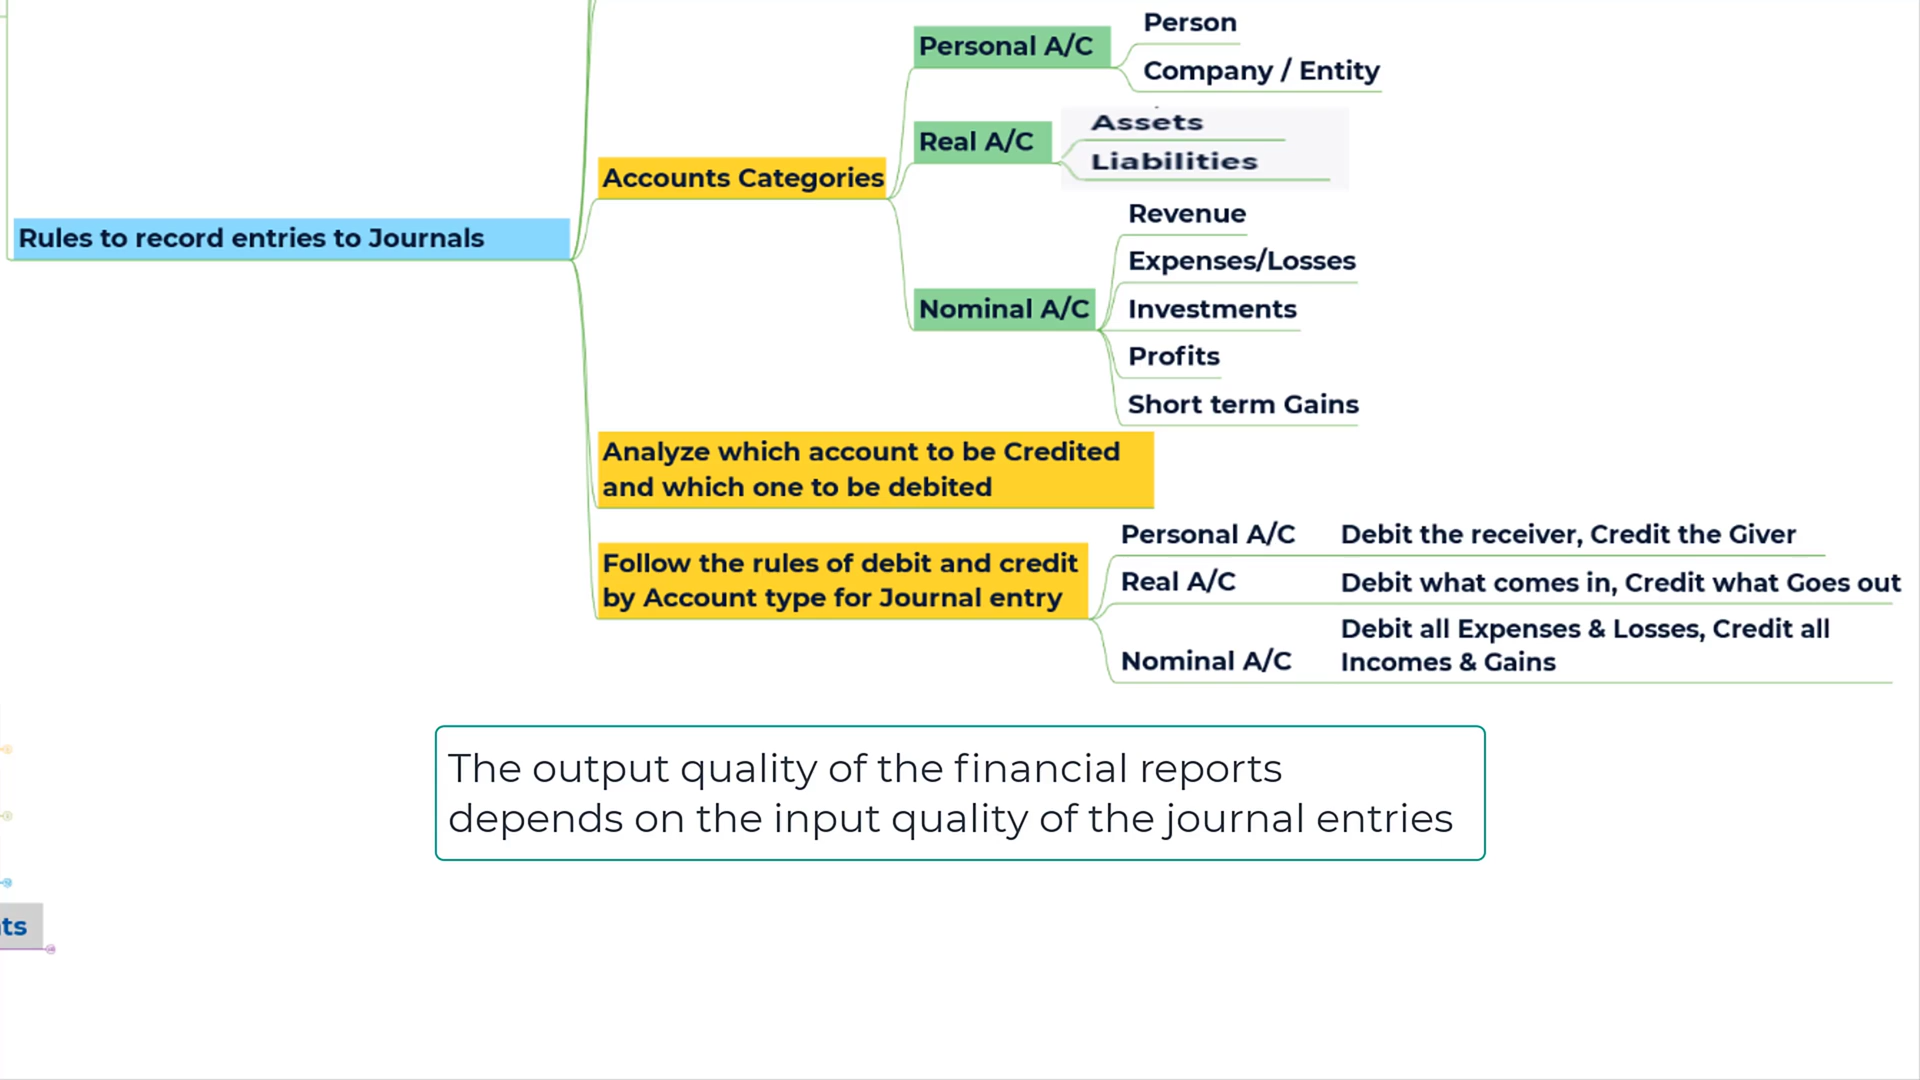 Rules to record entries to Journals
Accounts Categories
Personal A/C
Person
Company / Entity
Real A/C
Assets
Liabilities
Nominal A/C
Revenue
Expenses/Losses
Investments
Profits
Short term Gains
Analyze which account to be Credited
and which one to be debited
Follow the rules of debit and credit
by Account type for Journal entry
Personal A/C Debit the receiver, Credit the Giver
Real A/C Debit what comes in, Credit what Goes out
Nominal A/C Debit all Expenses & Losses, Credit all
Incomes & Gains
The output quality of the financial reports
depends on the input quality of the journal entries